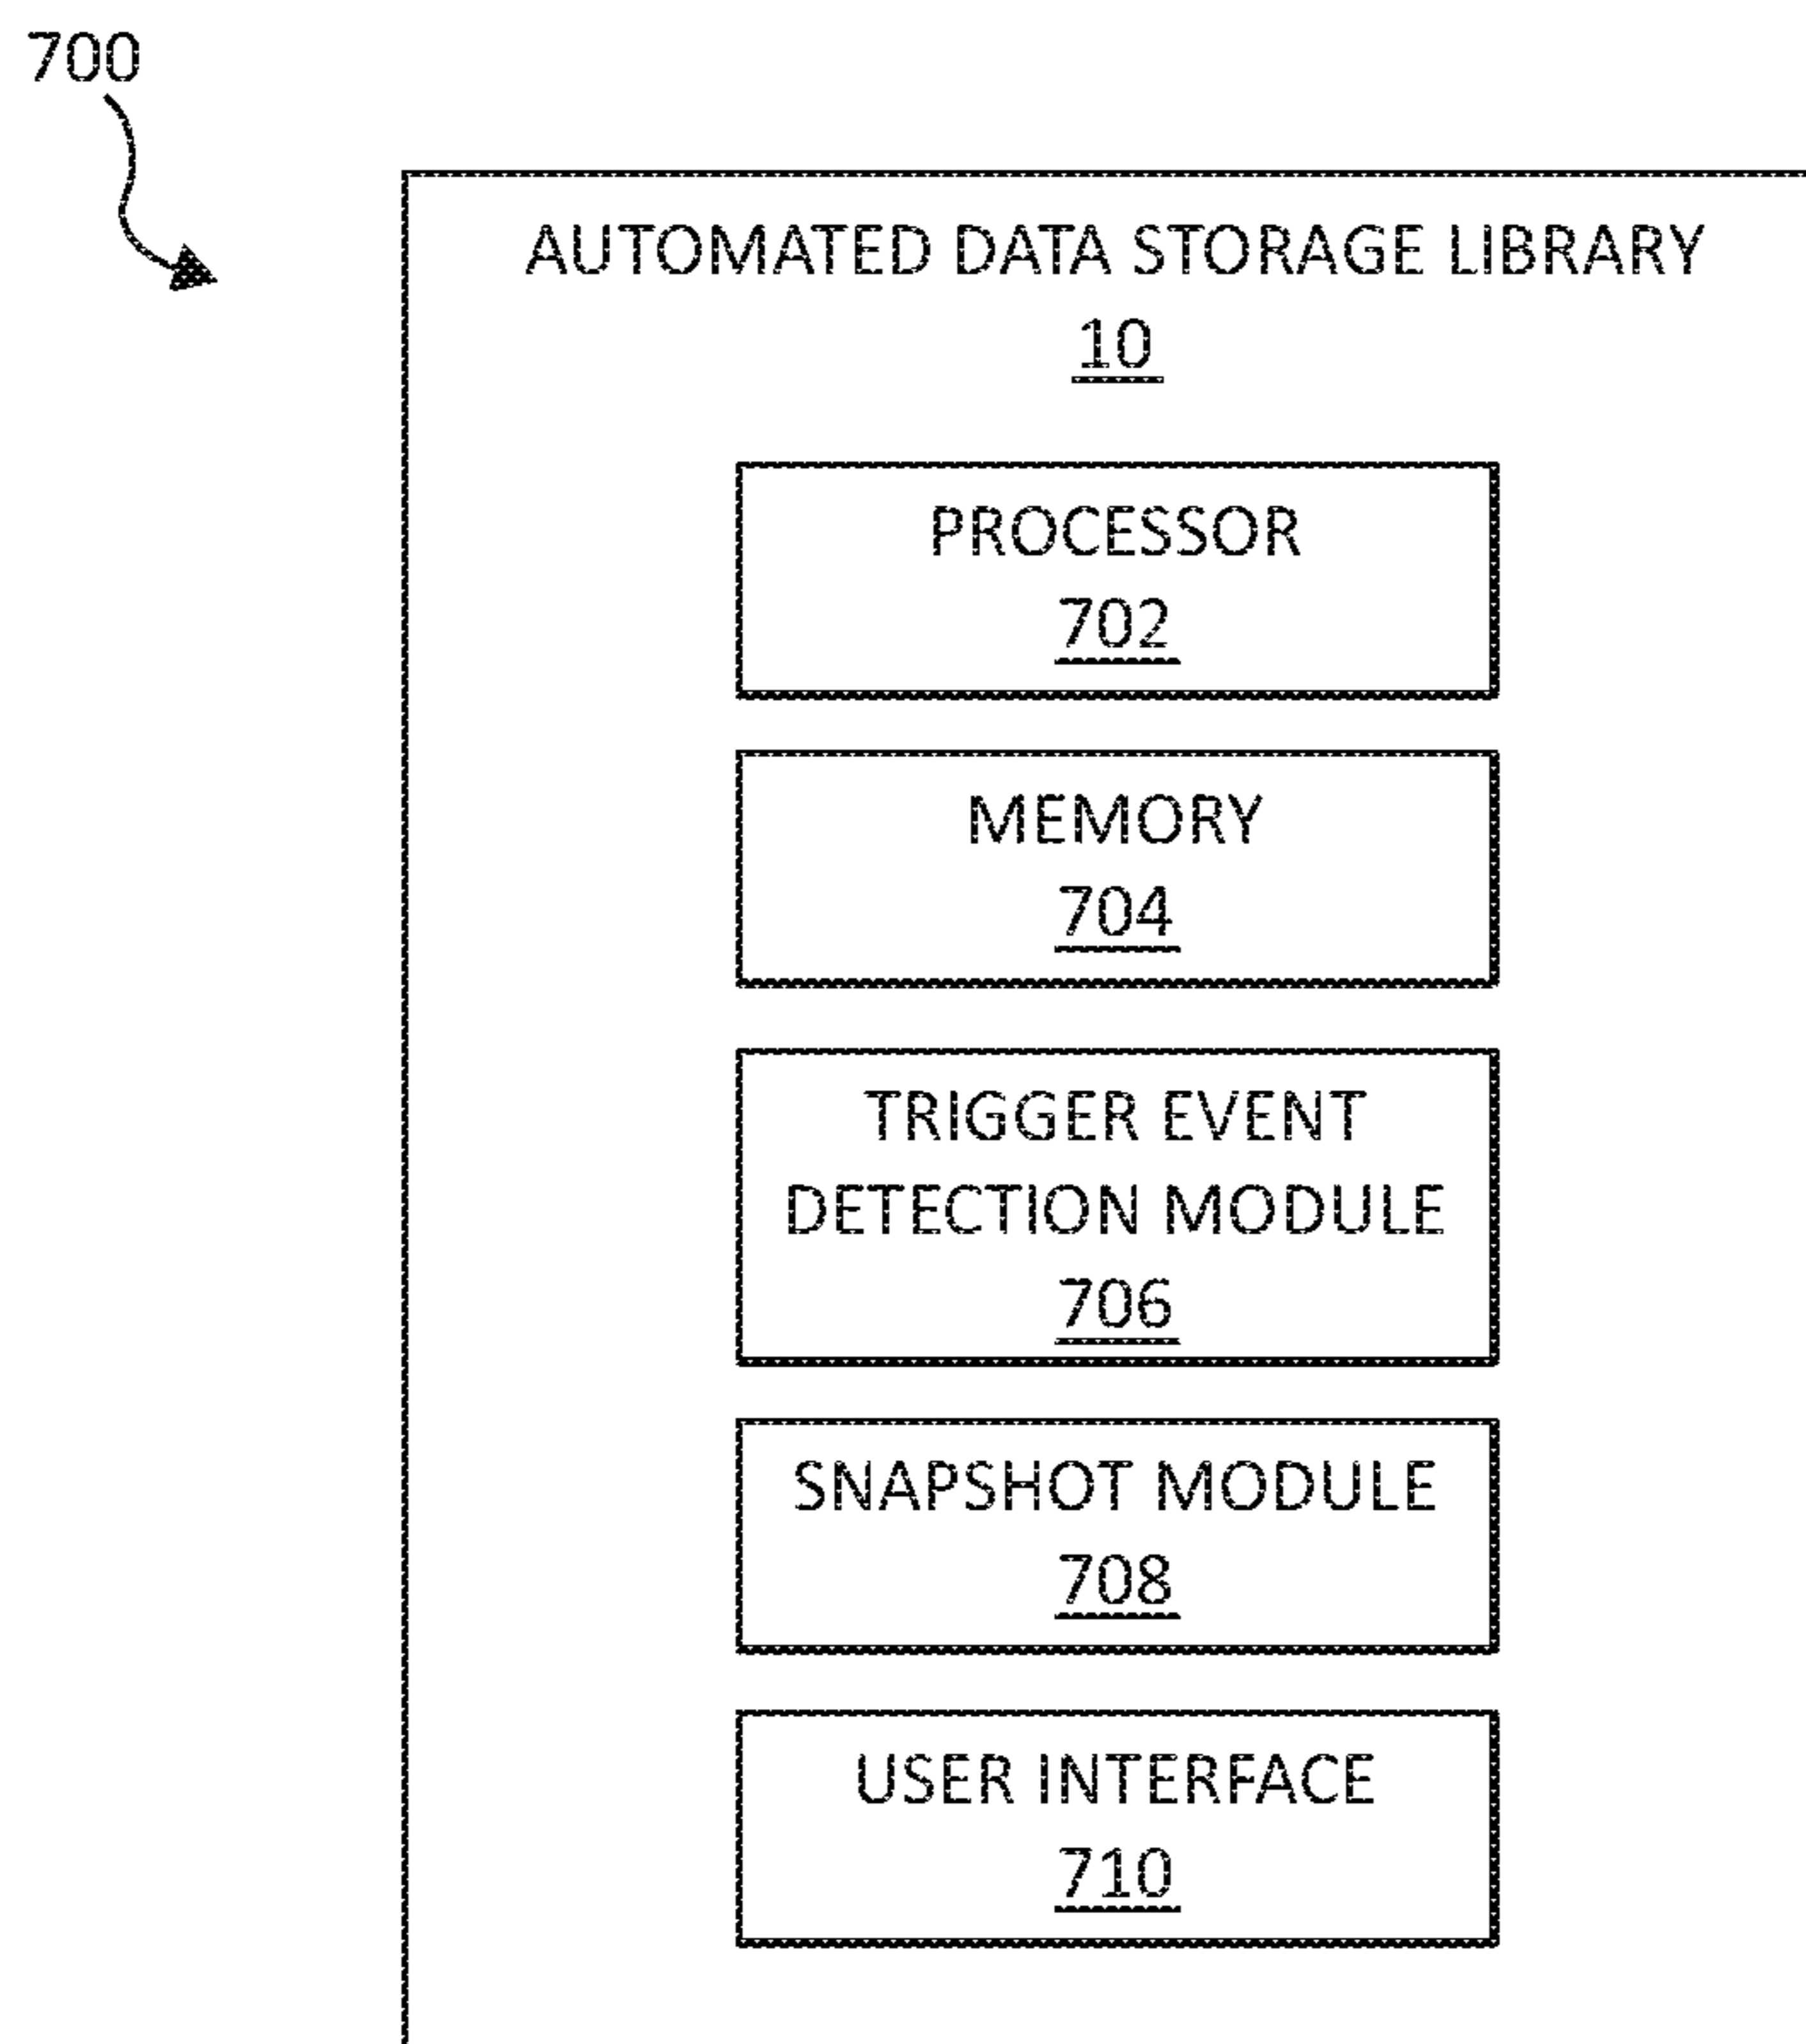 700
AUTOMATED DATA STORAGE LIBRARY
10
PROCESSOR
702
MEMORY
704
TRIGGER EVENT
DETECTION MODULE
706
SNAPSHOT MODULE
708
USER INTERFACE
710